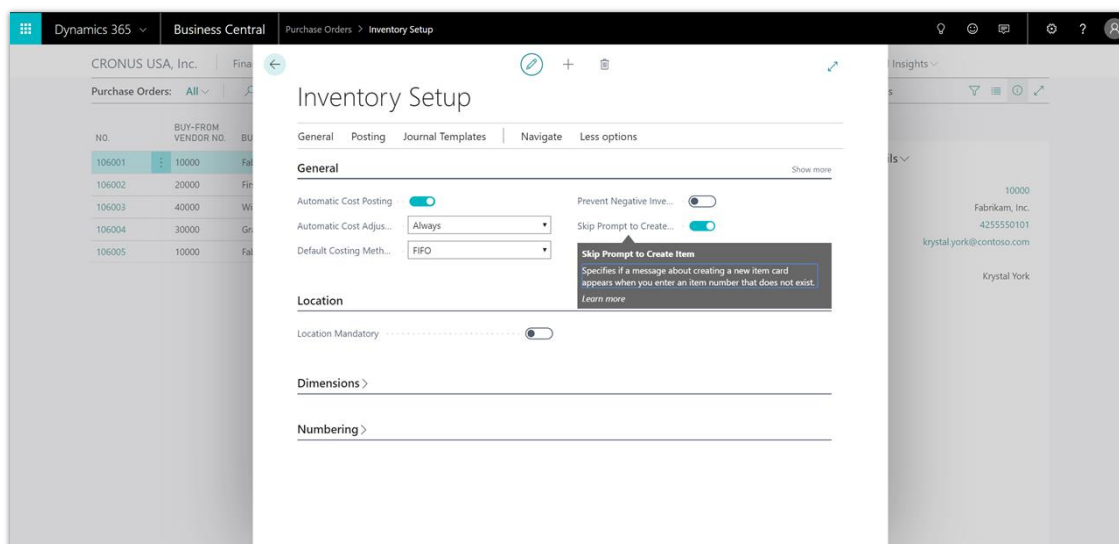 Dynamics 365
Business Central
Purchase Orders > Inventory Setup
?
CRONUS USA, Inc.
Fina
Insights
Purchase Orders: All
s
Inventory Setup
General Posting Journal Templates Navigate Less options
General
Show more
Automatic Cost Posting
Prevent Negative Inve...
Automatic Cost Adjus...
Always
Skip Prompt to Create...
Default Costing Meth...
FIFO
Skip Prompt to Create Item
Specifies if a message about creating a new item card
appears when you enter an item number that does not exist.
Learn more
Location
Location Mandatory
Dimensions >
Numbering >
NO.
BUY-FROM
VENDOR NO.
BU
106001 10000 Fal
106002 20000 Fir
106003 40000 Wi
106004 30000 Gr
106005 10000 Fal
ils
10000
Fabrikam, Inc.
4255550101
krystal.york@contoso.com
Krystal York